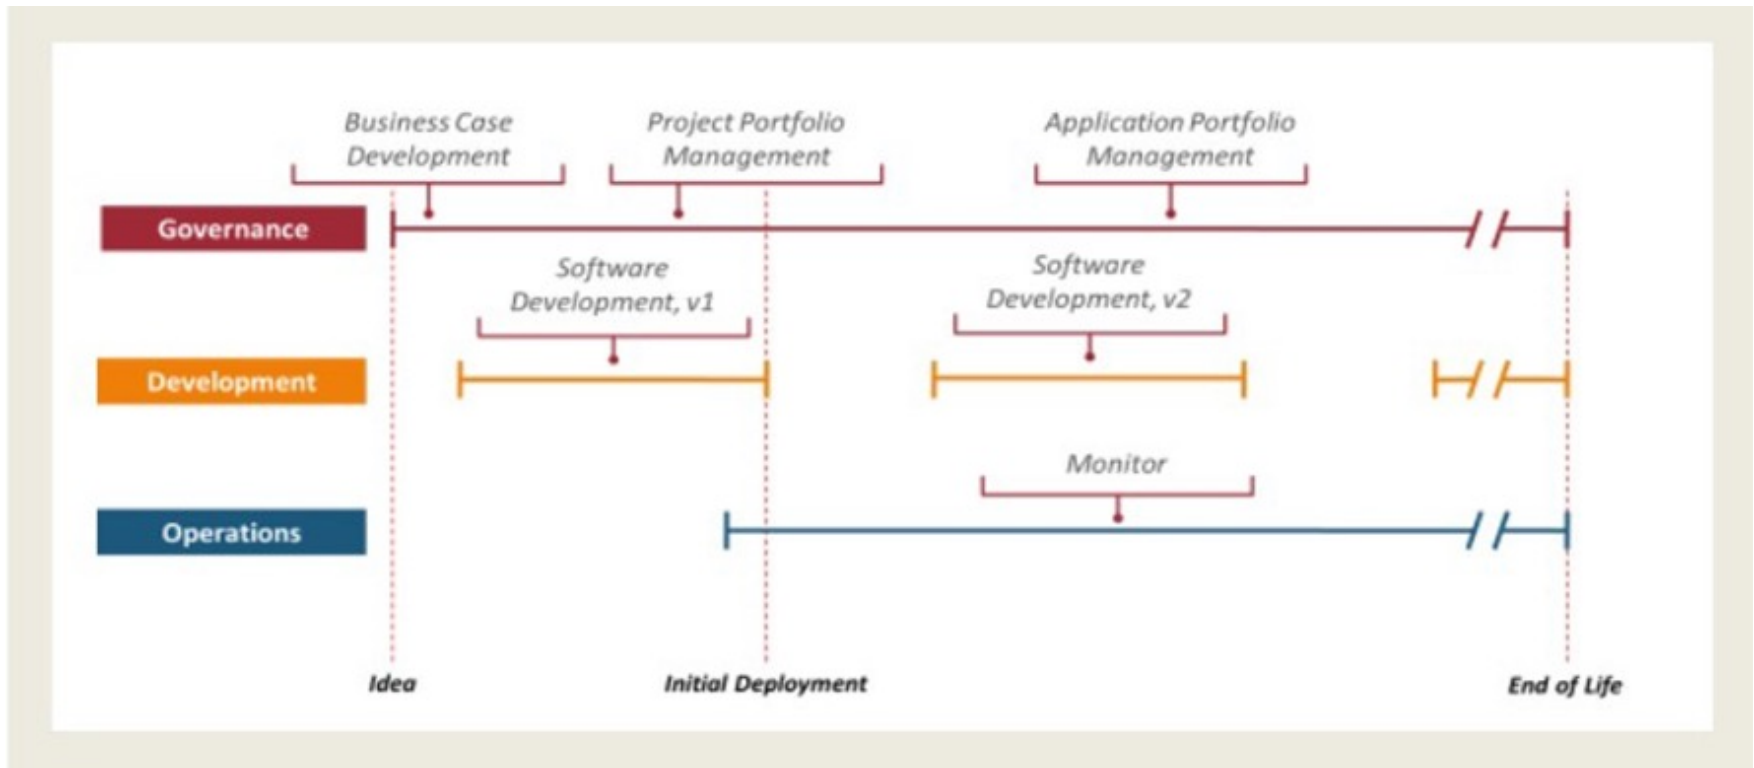 Business Case
Development
Project Portfolio
Management
Application Portfolio
Management
Governance
Software
Development, v1
Software
Development, v2
Development
Monitor
Operations
Idea
Initial Deployment
End of Life